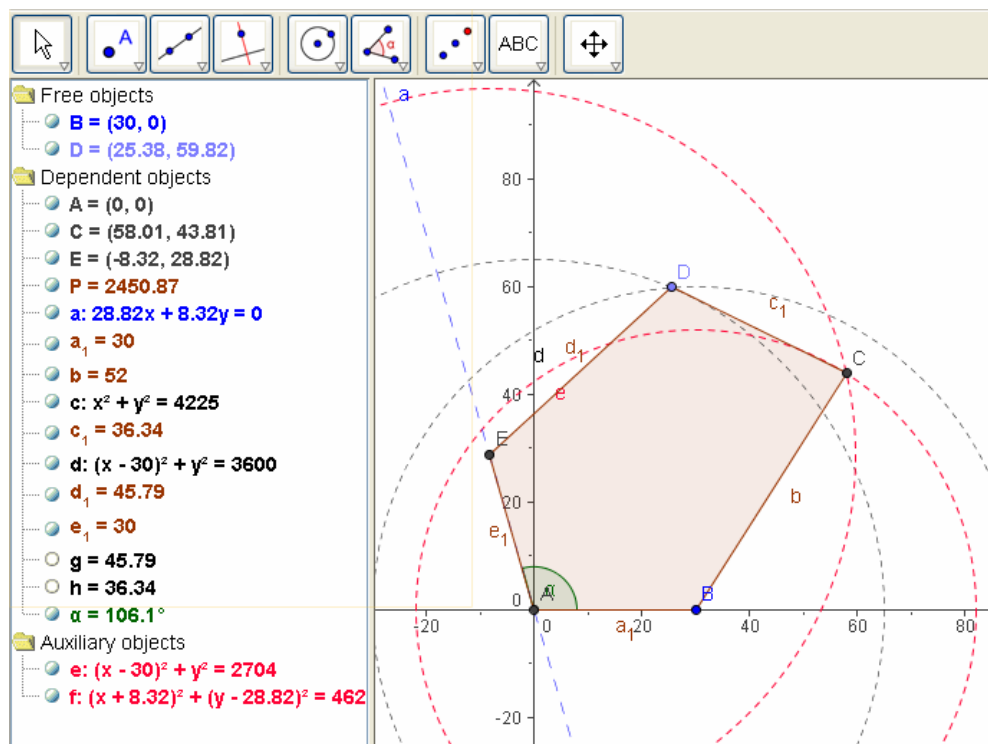 A
α
ABC
Free objects
B = (30, 0)
D = (25.38, 59.82)
Dependent objects
A = (0, 0)
C = (58.01, 43.81)
E = (-8.32, 28.82)
P = 2450.87
a: 28.82x + 8.32y = 0
a₁ = 30
b = 52
c: x² + y² = 4225
c₁ = 36.34
d: (x - 30)² + y² = 3600
d₁ = 45.79
e₁ = 30
g = 45.79
h = 36.34
α = 106.1°
Auxiliary objects
e: (x - 30)² + y² = 2704
f: (x + 8.32)² + (y - 28.82)² = 462
a
80
D
60
c₁
d
d₁
C
40
e
E
20
b
e₁
0
A
α
B
-20
0
20
a₁
40
60
80
-20